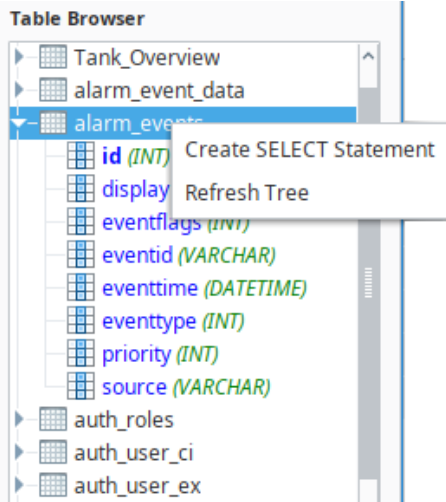 Table Browser
Tank_Overview
alarm_event_data
alarm_events
id (INT)
Create SELECT Statement
display
Refresh Tree
eventflags (INT)
eventid (VARCHAR)
eventtime (DATETIME)
eventtype (INT)
priority (INT)
source (VARCHAR)
auth_roles
auth_user_ci
auth_user_ex